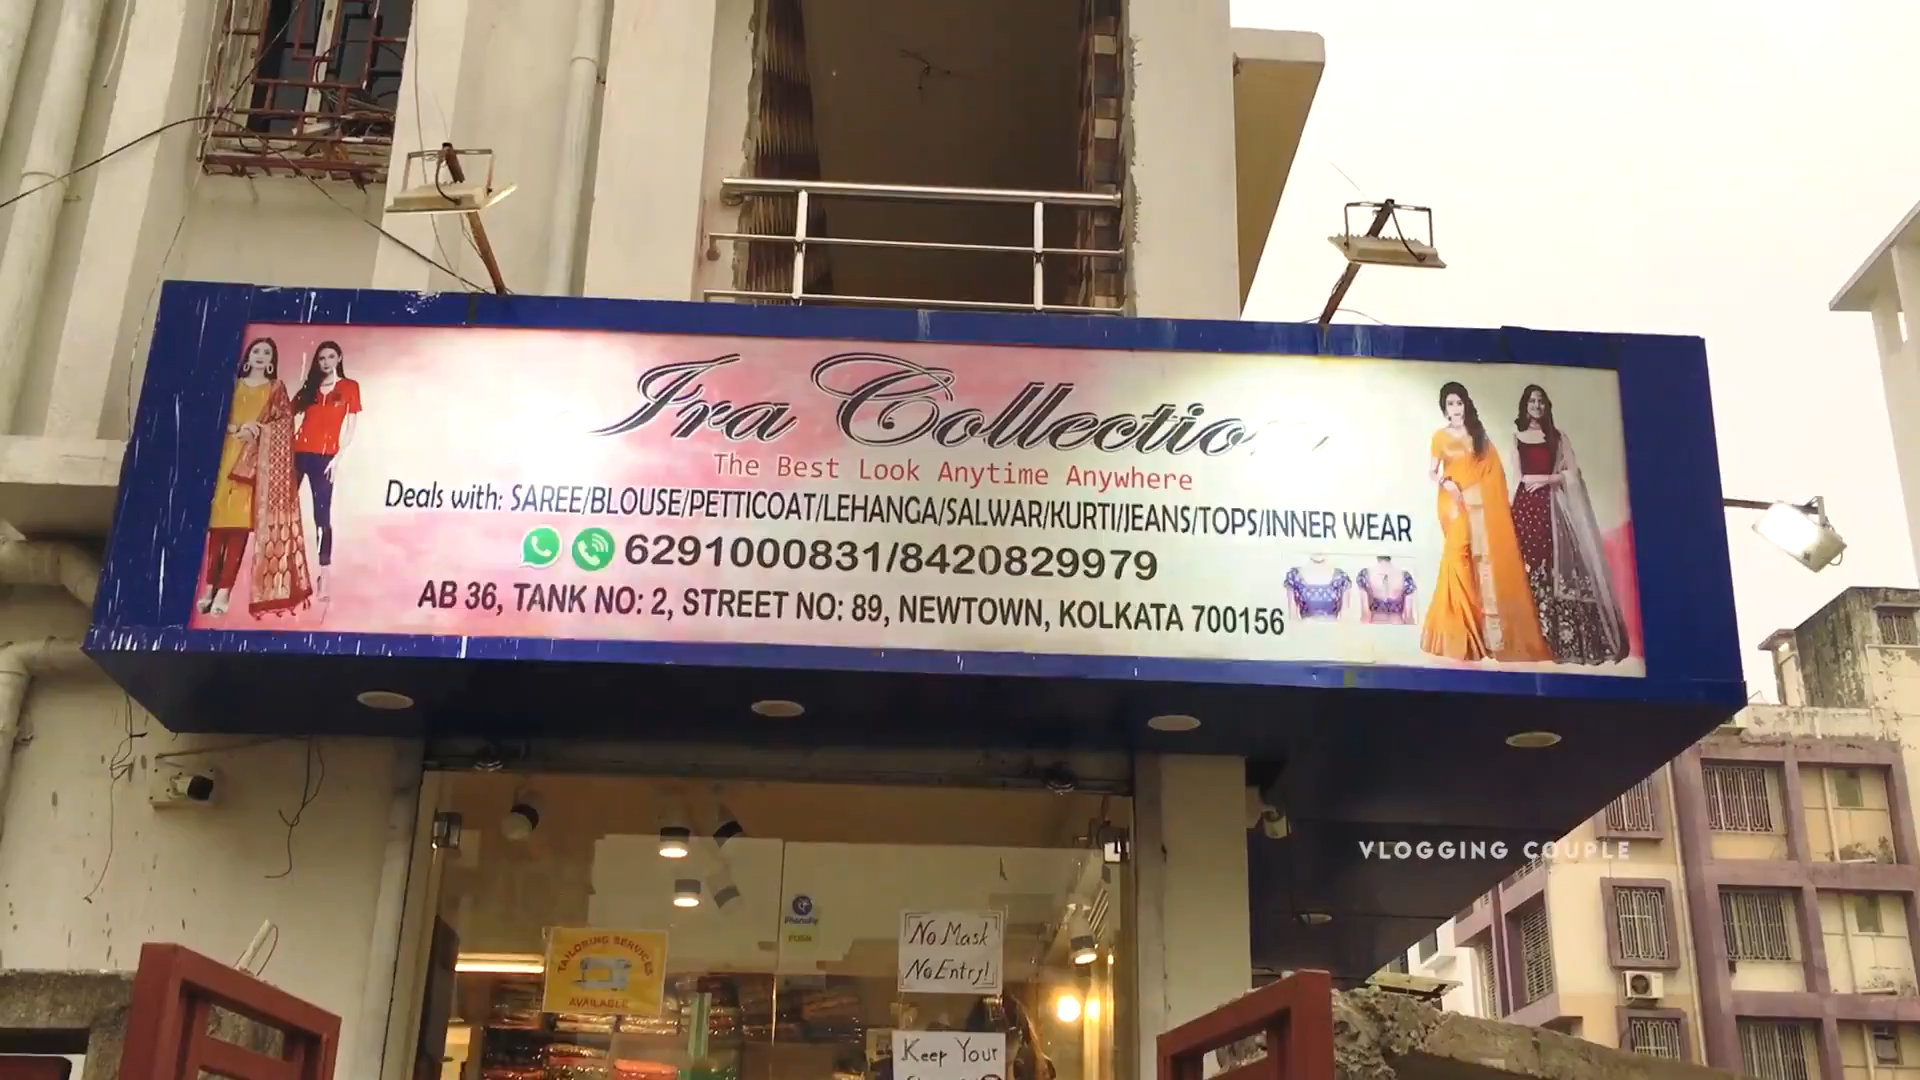 Ira Collection
The Best Look Anytime Anywhere
Deals with: SAREE/BLOUSE/PETTICOAT/LEHANGA/SALWAR/KURTI/JEANS/TOPS/INNER WEAR
6291000831/8420829979
AB 36, TANK NO: 2, STREET NO: 89, NEWTOWN, KOLKATA 700156
VLOGGING COUPLE
PhonePe
PUSH
TAILORING SERVICES
AVAILABLE
No Mask
No Entry!
Keep Your